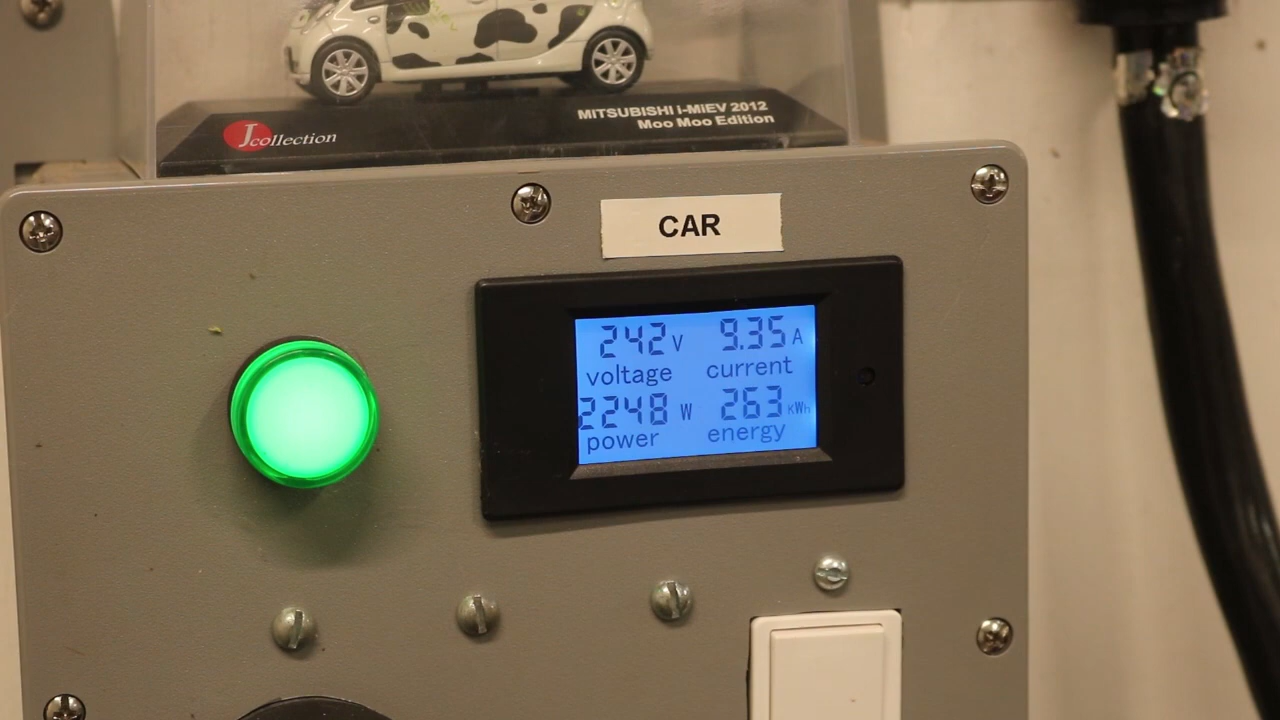 Jcollection
MITSUBISHI i-MiEV 2012
Moo Moo Edition
CAR
242 V 9.35 A
voltage current
2248 W 263 KWh
power energy